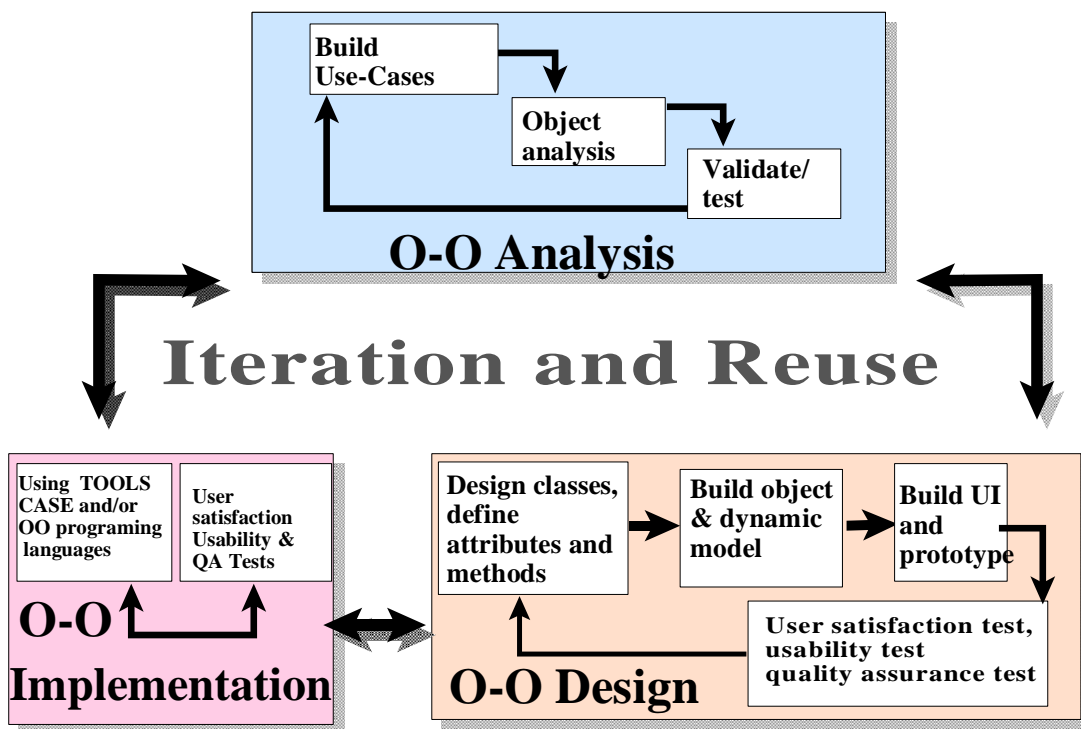 Build
Use-Cases
Object
analysis
Validate/
test
O-O Analysis
Iteration and Reuse
Using TOOLS
CASE and/or
OO programing
languages
User
satisfaction
Usability &
QA Tests
O-O
Implementation
Design classes,
define
attributes and
methods
Build object
& dynamic
model
Build UI
and
prototype
User satisfaction test,
usability test
quality assurance test
O-O Design